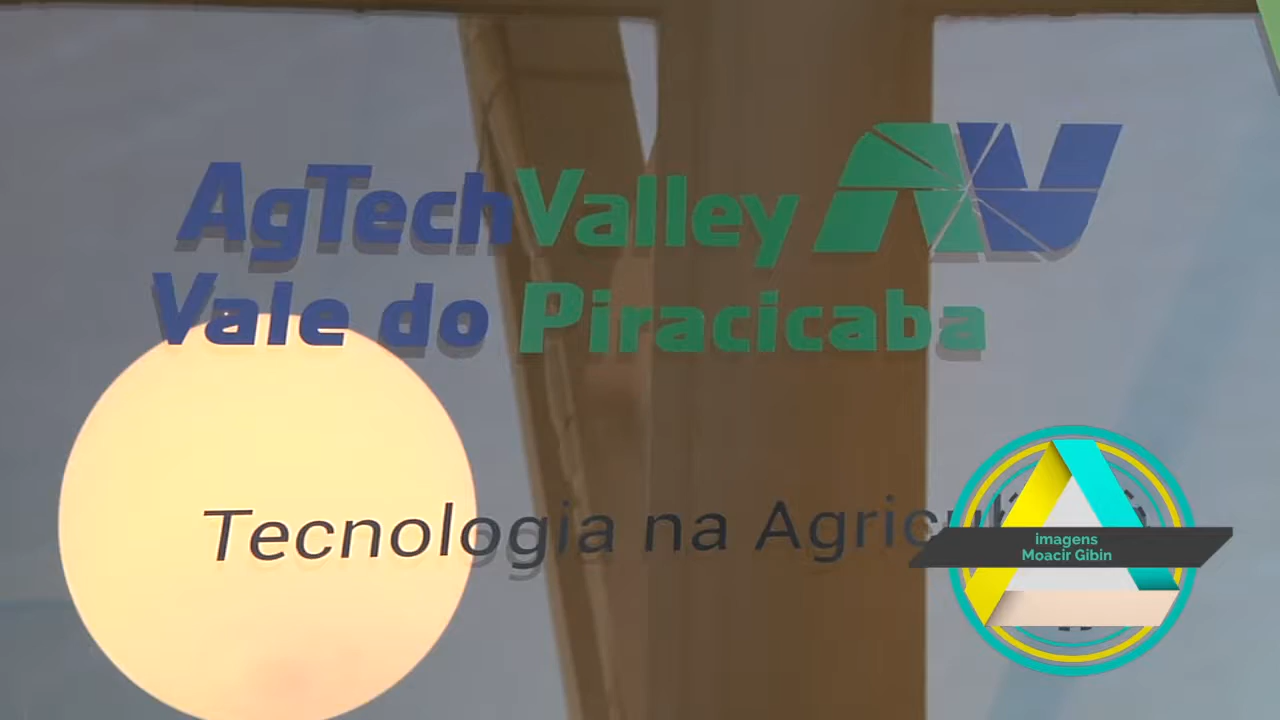 AgTechValley
Vale do Piracicaba
Tecnologia na
imagens
Moacir Gibin